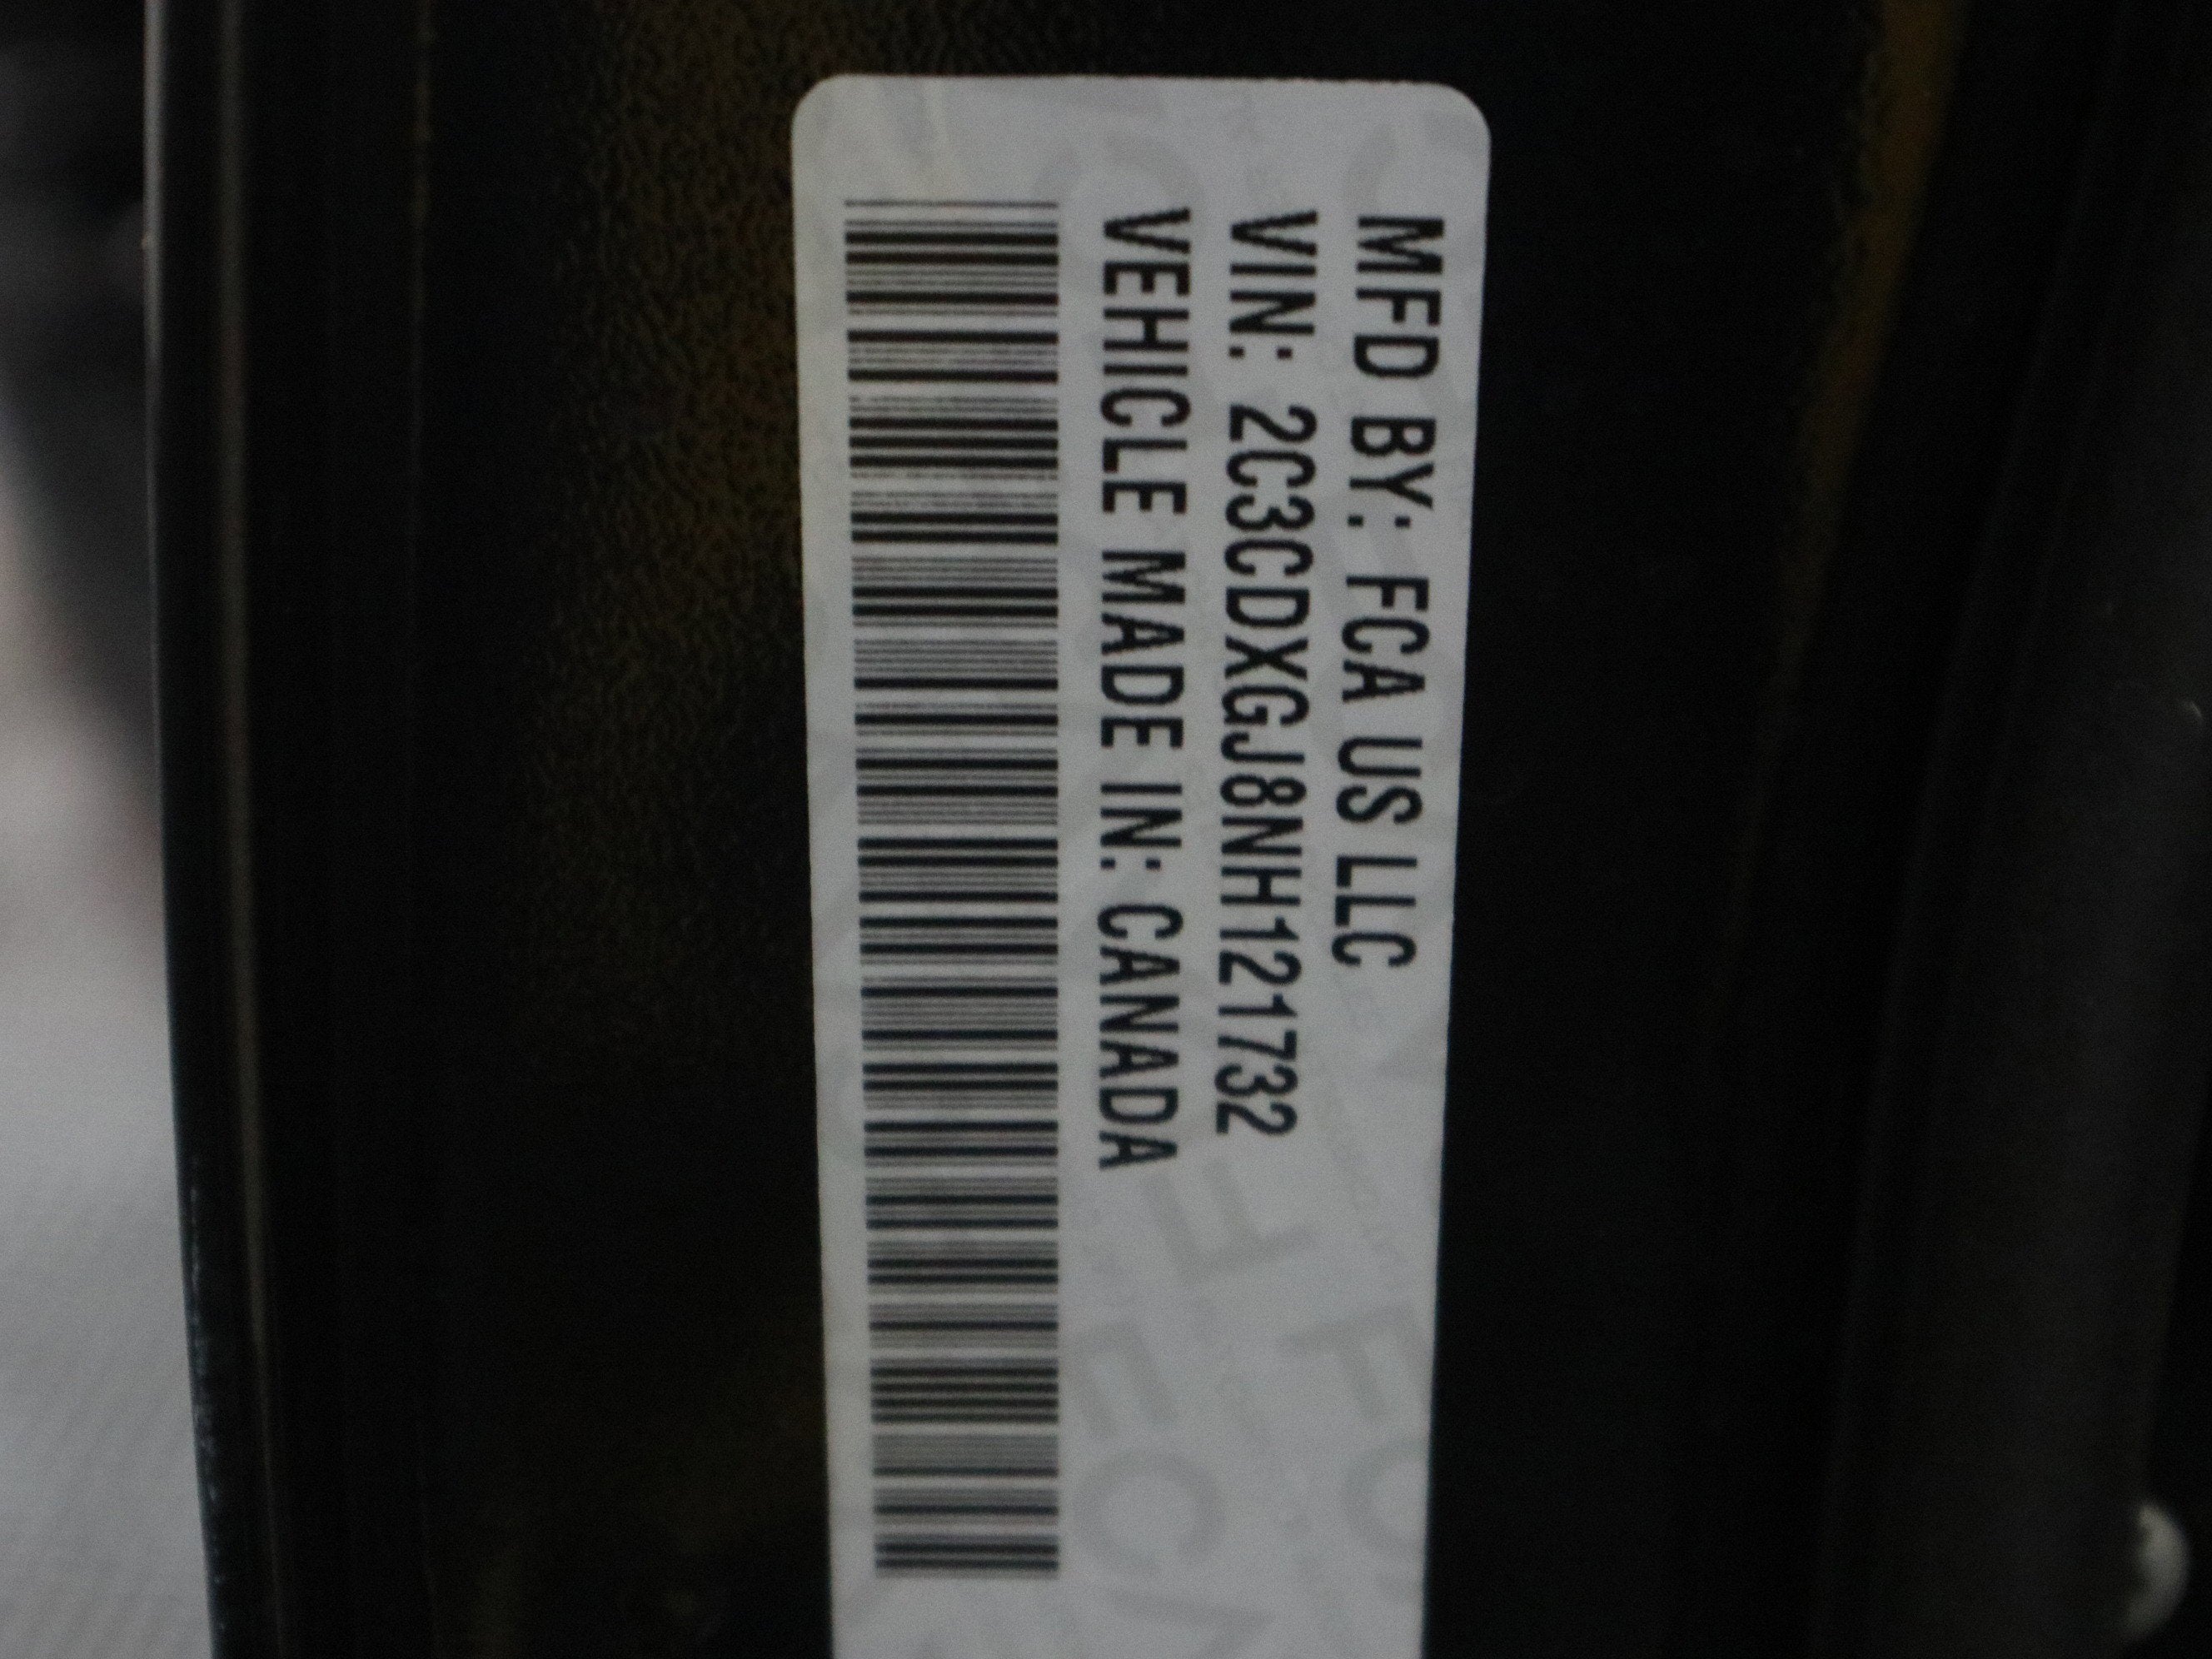 MFD BY: FCA US LLC
VIN: 2C3CDXGJ8NH121732
VEHICLE MADE IN: CANADA